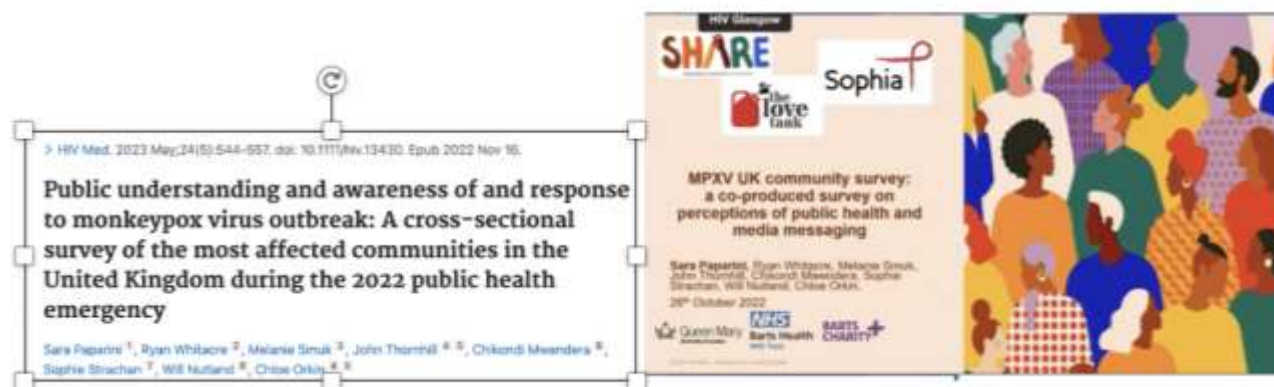 > HIV Med. 2023 May;24(5):544-557. doi: 10.1111/hiv.13430. Epub 2022 Nov 16.
Public understanding and awareness of and response
to monkeypox virus outbreak: A cross-sectional
survey of the most affected communities in the
United Kingdom during the 2022 public health
emergency
Sara Paparini 1, Ryan Whitacre 2, Melanie Smuk 3, John Thornhill 4 5, Chikondi Mwendera 6,
Sophie Strachan 7, Will Nutland 8, Chloe Orkin 4 5
HIV Glasgow
SHARE
Sophia
the
love
tank
MPXV UK community survey:
a co-produced survey on
perceptions of public health and
media messaging
Sara Paparini, Ryan Whitacre, Melanie Smuk,
John Thornhill, Chikondi Mwendera, Sophie
Strachan, Will Nutland, Chloe Orkin.
26th October 2022
Queen Mary
NHS
Barts Health
BARTS
CHARITY